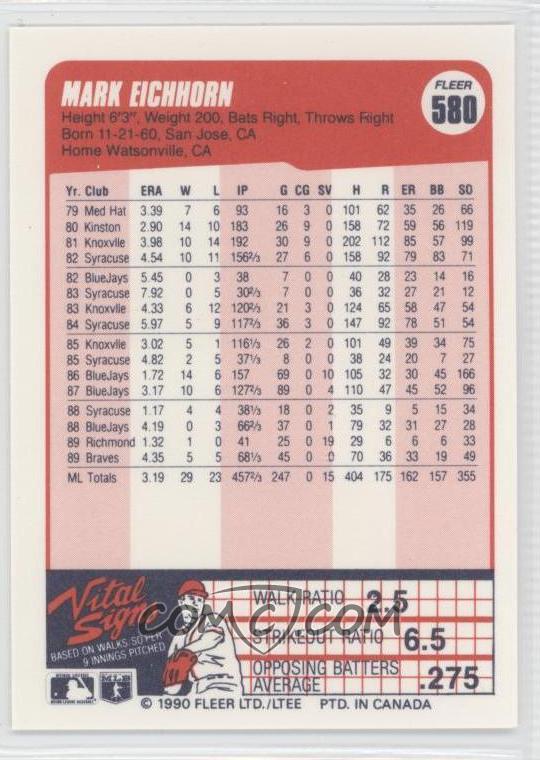 MARK EICHHORN
FLEER
580
Height 6'3", Weight 200, Bats Right, Throws Right
Born 11-21-60, San Jose, CA
Home Watsonville, CA
Yr. Club ERA W L IP G CG SV H R ER BB SO
79 Med Hat 3.39 7 6 93 16 3 0 101 62 35 26 66
80 Kinston 2.90 14 10 183 26 9 0 158 72 59 56 119
81 Knoxvlle 3.98 10 14 192 30 9 0 202 112 85 57 99
82 Syracuse 4.54 10 11 156⅔ 27 6 0 158 92 79 83 71
82 BlueJays 5.45 0 3 38 7 0 0 40 28 23 14 16
83 Syracuse 7.92 0 5 30⅔ 7 0 0 36 32 27 21 12
83 Knoxvlle 4.33 6 12 120⅔ 21 3 0 124 65 58 47 54
84 Syracuse 5.97 5 9 117⅔ 36 3 0 147 92 78 51 54
85 Knoxvlle 3.02 5 1 116⅓ 26 2 0 101 49 39 34 75
85 Syracuse 4.82 2 5 37⅓ 8 0 0 38 24 20 7 27
86 BlueJays 1.72 14 6 157 69 0 10 105 32 30 45 166
87 BlueJays 3.17 10 6 127⅔ 89 0 4 110 47 45 52 96
88 Syracuse 1.17 4 4 38⅓ 18 0 2 35 9 5 15 34
88 BlueJays 4.19 0 3 66⅔ 37 0 1 79 32 31 27 28
89 Richmond 1.32 1 0 41 25 0 19 29 6 6 6 33
89 Braves 4.35 5 5 68⅓ 45 0 0 70 36 33 19 49
ML Totals 3.19 29 23 457⅔ 247 0 15 404 175 162 157 355
Vital Signs
BASED ON WALKS, SO PER
9 INNINGS PITCHED
WALK RATIO 2.5
STRIKEOUT RATIO 6.5
OPPOSING BATTERS
AVERAGE .275
COMC.COM
MLB
© 1990 FLEER LTD./LTEE PTD. IN CANADA